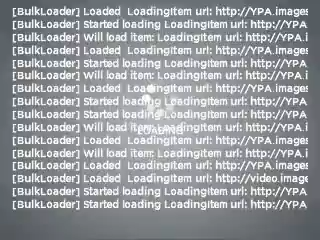 [BulkLoader] Loaded LoadingItem url: http://YPA.images
[BulkLoader] Started loading LoadingItem url: http://YPA
[BulkLoader] Will load item: LoadingItem url: http://YPA.i
[BulkLoader] Loaded LoadingItem url: http://YPA.images
[BulkLoader] Started loading LoadingItem url: http://YPA
[BulkLoader] Will load item: LoadingItem url: http://YPA.i
[BulkLoader] Loaded LoadingItem url: http://YPA.images
[BulkLoader] Started loading LoadingItem url: http://YPA
[BulkLoader] Started loading LoadingItem url: http://YPA
[BulkLoader] Will load item: LoadingItem url: http://YPA.i
LOADING
[BulkLoader] Loaded LoadingItem url: http://YPA.images
[BulkLoader] Will load item: LoadingItem url: http://YPA.i
[BulkLoader] Loaded LoadingItem url: http://YPA.images
[BulkLoader] Loaded LoadingItem url: http://video.image
[BulkLoader] Started loading LoadingItem url: http://YPA
[BulkLoader] Started loading LoadingItem url: http://YPA